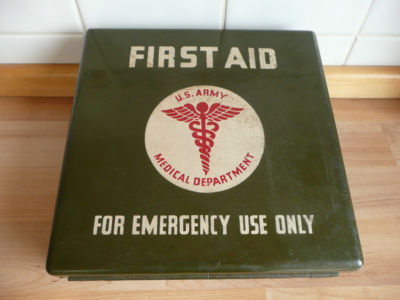 FIRST AID
U.S. ARMY
MEDICAL DEPARTMENT
FOR EMERGENCY USE ONLY